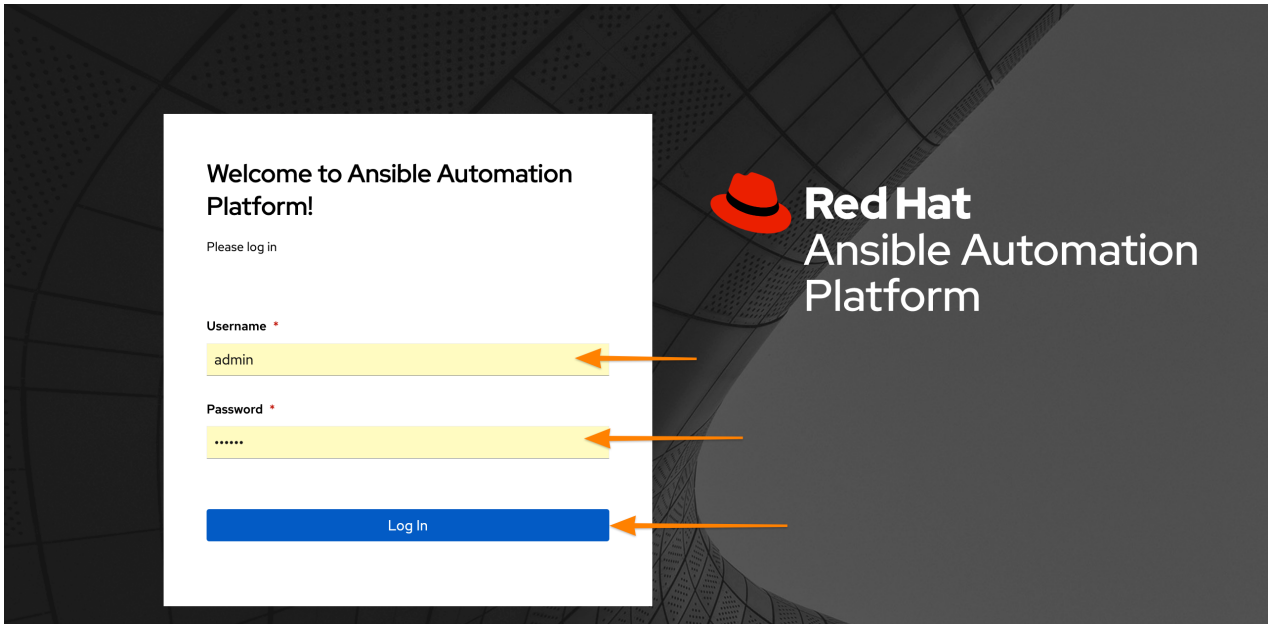 Welcome to Ansible Automation
Platform!
Please log in
Username *
admin
Password *
••••••
Log In
Red Hat
Ansible Automation
Platform